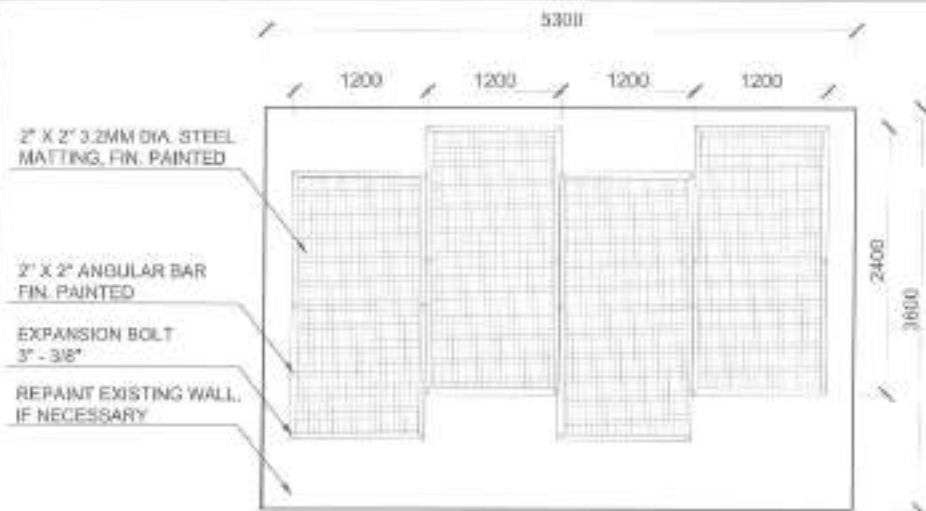 5300
1200 1200 1200 1200
2" X 2" 3.2MM DIA. STEEL
MATTING, FIN. PAINTED
2" X 2" ANGULAR BAR
FIN. PAINTED
EXPANSION BOLT
3" - 3/8"
REPAINT EXISTING WALL,
IF NECESSARY
2400
3600